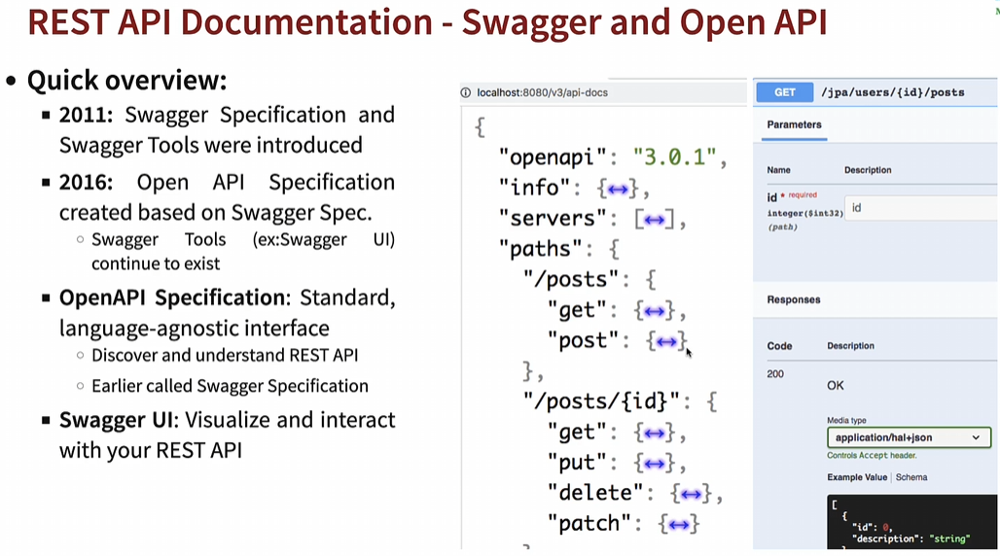 REST API Documentation - Swagger and Open API
• Quick overview:
▪ 2011: Swagger Specification and
Swagger Tools were introduced
▪ 2016: Open API Specification
created based on Swagger Spec.
○ Swagger Tools (ex:Swagger UI)
continue to exist
▪ OpenAPI Specification: Standard,
language-agnostic interface
○ Discover and understand REST API
○ Earlier called Swagger Specification
▪ Swagger UI: Visualize and interact
with your REST API
localhost:8080/v3/api-docs
{
"openapi": "3.0.1",
"info": {↔},
"servers": [↔],
"paths": {
"/posts": {
"get": {↔},
"post": {↔}
},
"/posts/{id}": {
"get": {↔},
"put": {↔},
"delete": {↔},
"patch": {↔}
GET /jpa/users/{id}/posts
Parameters
Name Description
id * required
integer($int32)
(path)
id
Responses
Code Description
200
OK
Media type
application/hal+json
Controls Accept header.
Example Value | Schema
[
{
"id": 0,
"description": "string"